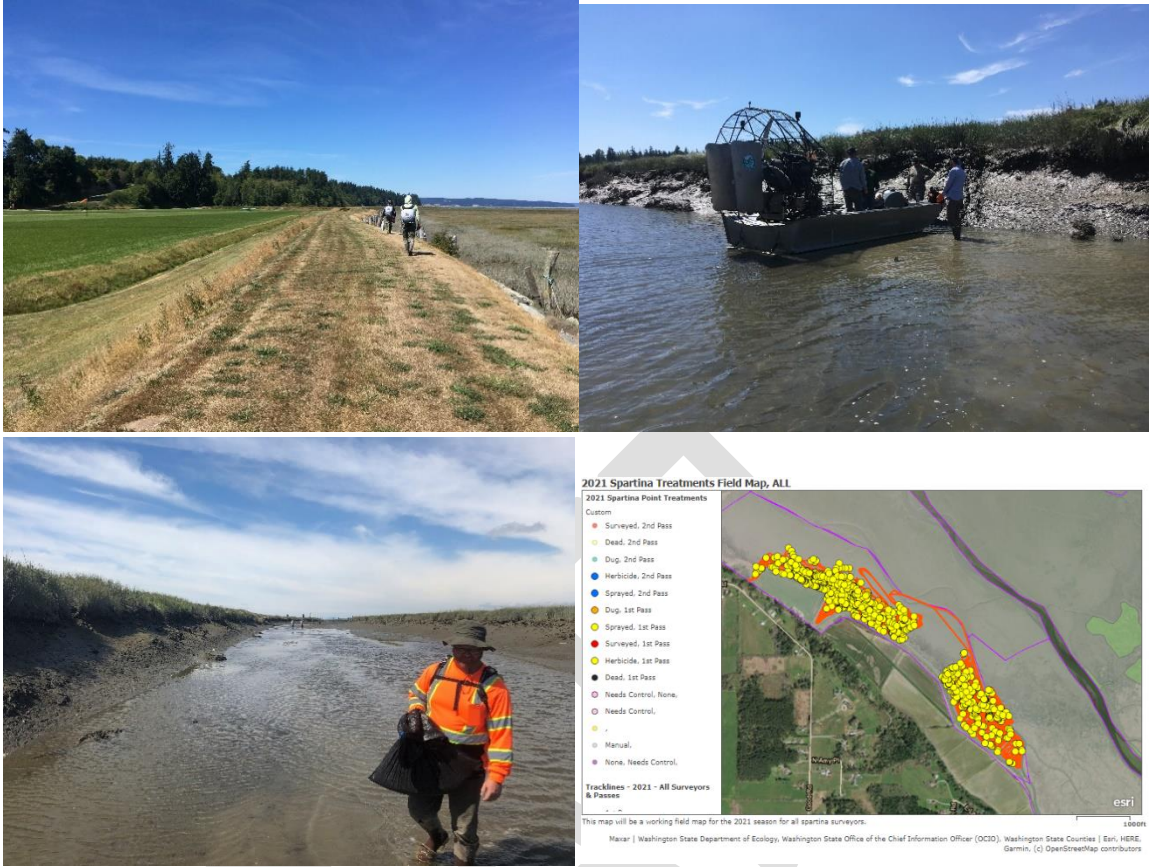 2021 Spartina Treatments Field Map, ALL
2021 Spartina Point Treatments
Custom
Surveyed, 2nd Pass
Dead, 2nd Pass
Dug, 2nd Pass
Herbicide, 2nd Pass
Sprayed, 2nd Pass
Dug, 1st Pass
Sprayed, 1st Pass
Surveyed, 1st Pass
Herbicide, 1st Pass
Dead, 1st Pass
Needs Control, None,
Needs Control,
,
Manual,
None, Needs Control,
Tracklines - 2021 - All Surveyors
& Passes
esri
1000ft
This map will be a working field map for the 2021 season for all spartina surveyors.
Maxar | Washington State Department of Ecology, Washington State Office of the Chief Information Officer (OCIO), Washington State Counties | Esri, HERE,
Garmin, (c) OpenStreetMap contributors